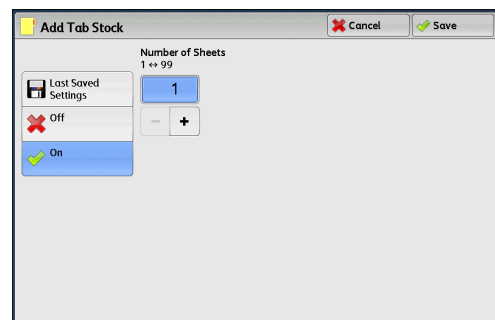 Add Tab Stock
Cancel
Save
Number of Sheets
1 ↔ 99
Last Saved
Settings
1
Off
On